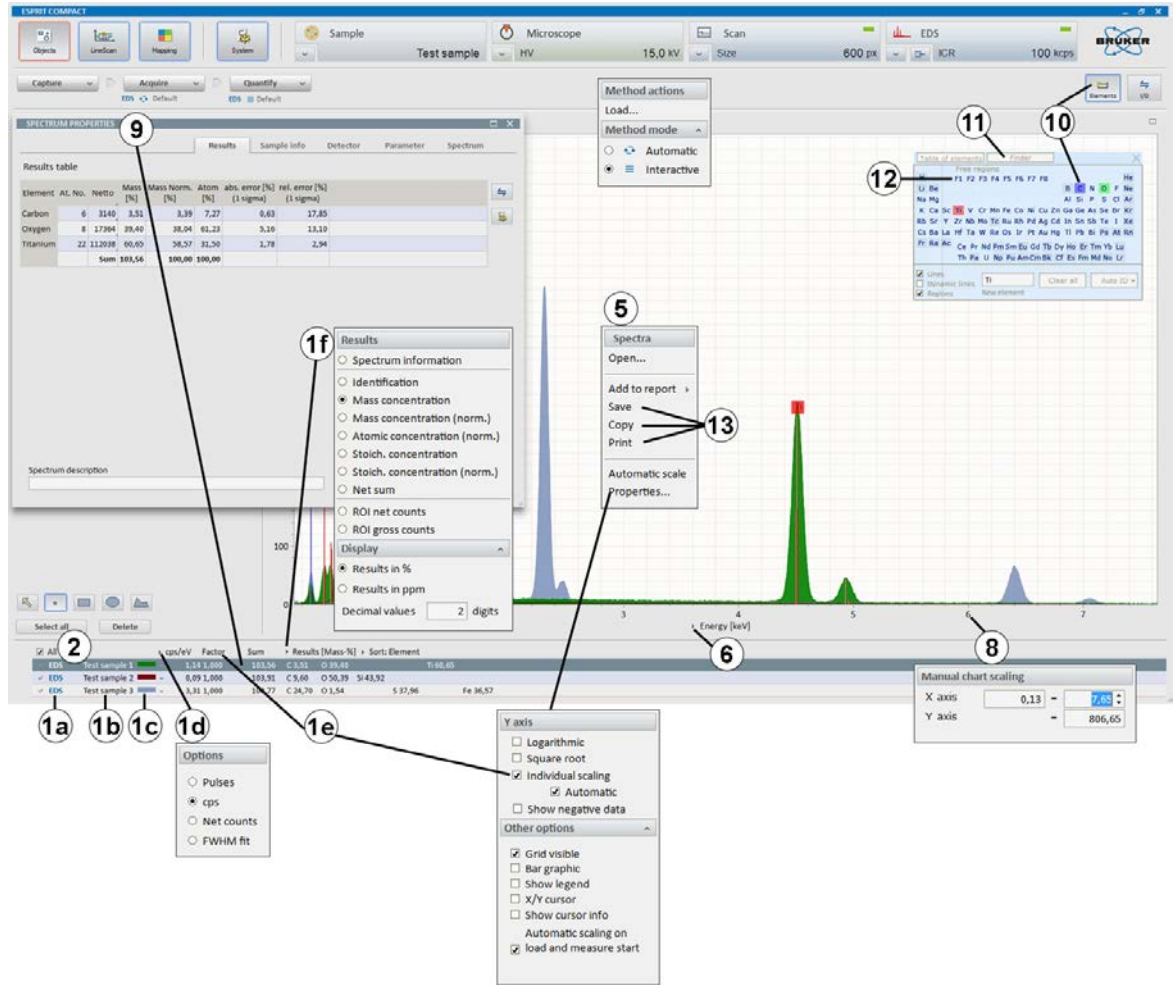 ESPRIT COMPACT
Objects
LineScan
Mapping
System
Sample
Test sample
Microscope
HV 15,0 kV
Scan
Size 600 px
EDS
ICR 100 kcps
BRUKER
Capture
Acquire
Quantify
EDS Default
EDS Default
Elements
I/O
Method actions
Load...
Method mode
Automatic
Interactive
9
11
10
12
SPECTRUM PROPERTIES
Results Sample info Detector Parameter Spectrum
Results table
Element At. No. Netto Mass [%] Mass Norm. [%] Atom [%] abs. error [%] (1 sigma) rel. error [%] (1 sigma)
Carbon 6 3140 3,51 3,39 7,27 0,63 17,85
Oxygen 8 17364 39,40 38,04 61,23 5,16 13,10
Titanium 22 112038 60,65 58,57 31,50 1,78 2,94
Sum 103,56 100,00 100,00
Spectrum description
Table of elements Finder
Free regions
F1 F2 F3 F4 F5 F6 F7 F8
H He
Li Be B C N O F Ne
Na Mg Al Si P S Cl Ar
K Ca Sc Ti V Cr Mn Fe Co Ni Cu Zn Ga Ge As Se Br Kr
Rb Sr Y Zr Nb Mo Tc Ru Rh Pd Ag Cd In Sn Sb Te I Xe
Cs Ba La Hf Ta W Re Os Ir Pt Au Hg Tl Pb Bi Po At Rn
Fr Ra Ac Ce Pr Nd Pm Sm Eu Gd Tb Dy Ho Er Tm Yb Lu
Th Pa U Np Pu Am Cm Bk Cf Es Fm Md No Lr
Lines
Dynamic lines
Regions
Ti
New element
Clear all
Auto ID
1f
Results
Spectrum information
Identification
Mass concentration
Mass concentration (norm.)
Atomic concentration (norm.)
Stoich. concentration
Stoich. concentration (norm.)
Net sum
ROI net counts
ROI gross counts
Display
Results in %
Results in ppm
Decimal values 2 digits
5
Spectra
Open...
Add to report
Save
Copy
Print
Automatic scale
Properties...
13
100
0
3 4 5 6 7
Energy [keV]
Select all
Delete
2
6
8
All cps/eV Factor Sum Results [Mass-%] Sort: Element
EDS Test sample 1 1,14 1,000 103,56 C 3,51 O 39,40 Ti 60,65
EDS Test sample 2 0,09 1,000 103,91 C 9,60 O 50,39 Si 43,92
EDS Test sample 3 3,31 1,000 C 24,70 O 1,54 S 37,96 Fe 36,57
1a
1b
1c
1d
1e
Options
Pulses
cps
Net counts
FWHM fit
Y axis
Logarithmic
Square root
Individual scaling
Automatic
Show negative data
Other options
Grid visible
Bar graphic
Show legend
X/Y cursor
Show cursor info
Automatic scaling on
load and measure start
Manual chart scaling
X axis 0,13 - 7,65
Y axis - 806,65